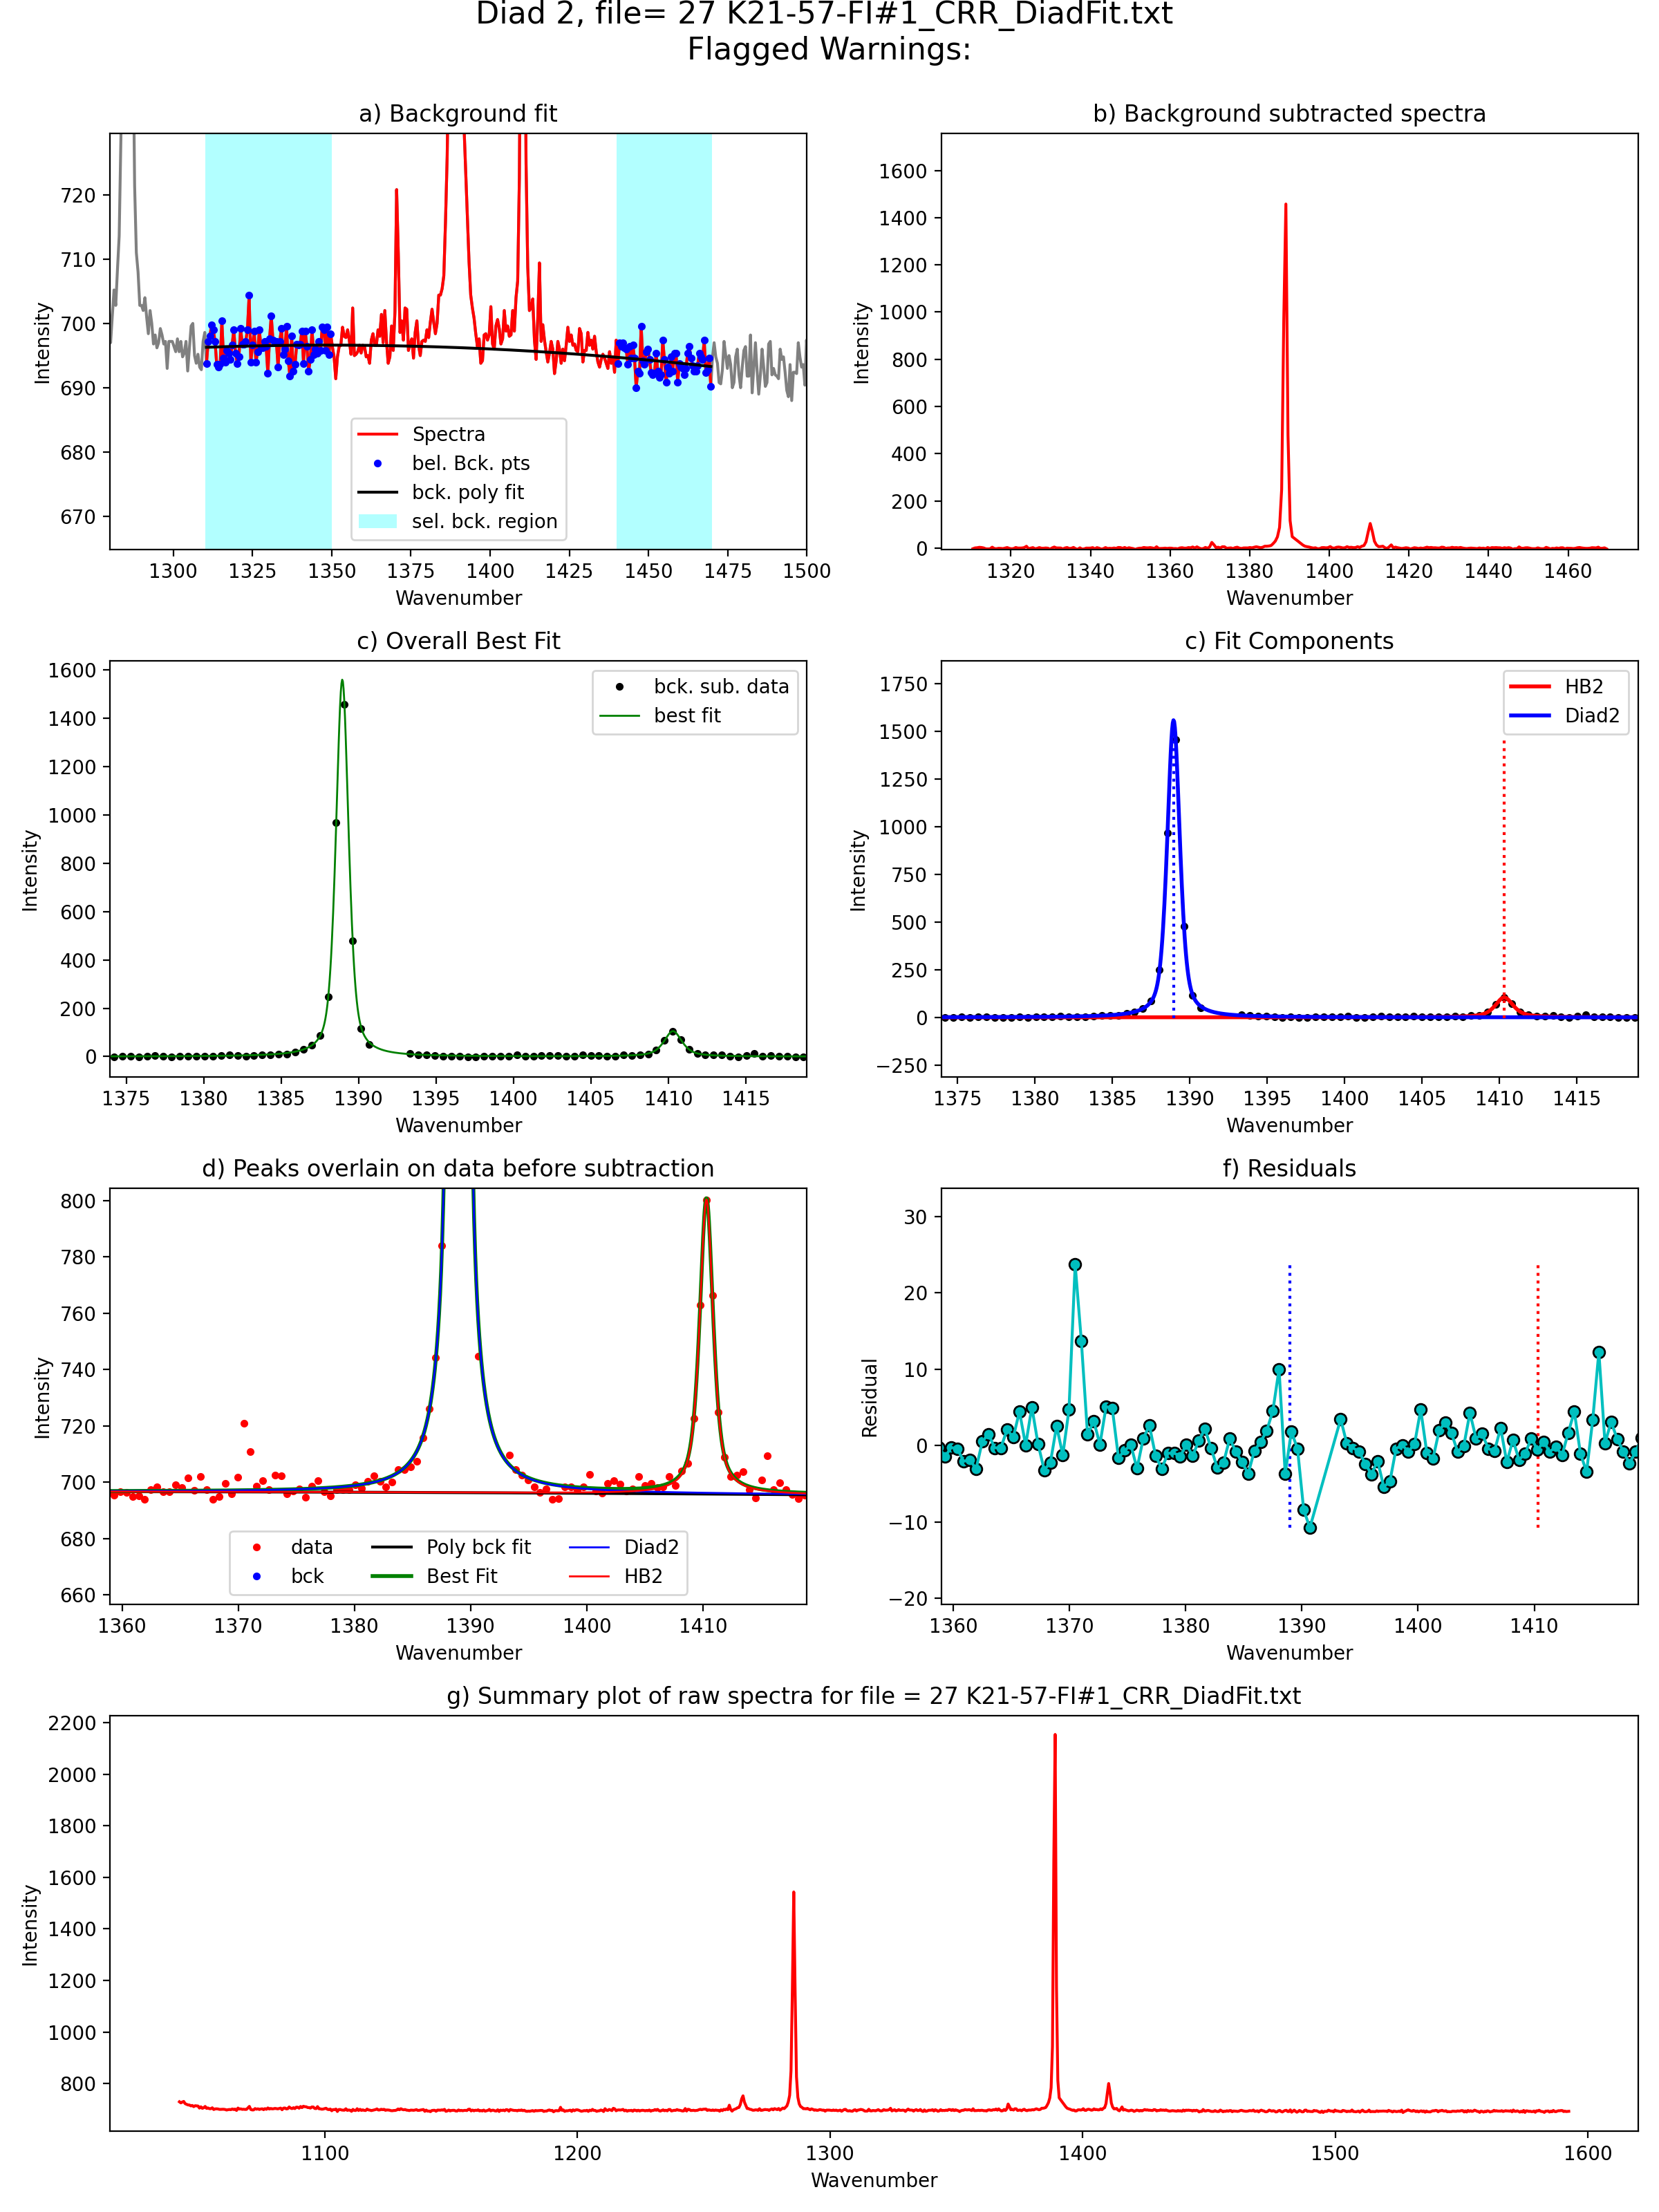 Diad 2, file= 27 K21-57-FI#1_CRR_DiadFit.txt
Flagged Warnings:
a) Background fit
720
710
700
690
680
670
Intensity
Spectra
bel. Bck. pts
bck. poly fit
sel. bck. region
1300 1325 1350 1375 1400 1425 1450 1475 1500
Wavenumber
b) Background subtracted spectra
1600
1400
1200
1000
800
600
400
200
0
Intensity
1320 1340 1360 1380 1400 1420 1440 1460
Wavenumber
c) Overall Best Fit
1600
1400
1200
1000
800
600
400
200
0
Intensity
bck. sub. data
best fit
1375 1380 1385 1390 1395 1400 1405 1410 1415
Wavenumber
c) Fit Components
1750
1500
1250
1000
750
500
250
0
−250
Intensity
HB2
Diad2
1375 1380 1385 1390 1395 1400 1405 1410 1415
Wavenumber
d) Peaks overlain on data before subtraction
800
780
760
740
720
700
680
660
Intensity
data Poly bck fit Diad2
bck Best Fit HB2
1360 1370 1380 1390 1400 1410
Wavenumber
f) Residuals
30
20
10
0
−10
−20
Residual
1360 1370 1380 1390 1400 1410
Wavenumber
g) Summary plot of raw spectra for file = 27 K21-57-FI#1_CRR_DiadFit.txt
2200
2000
1800
1600
1400
1200
1000
800
Intensity
1100 1200 1300 1400 1500 1600
Wavenumber